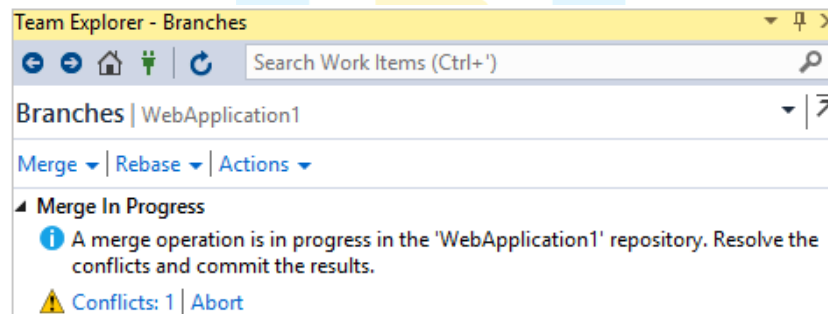 Team Explorer - Branches
Search Work Items (Ctrl+')
Branches | WebApplication1
Merge | Rebase | Actions
Merge In Progress
A merge operation is in progress in the 'WebApplication1' repository. Resolve the
conflicts and commit the results.
Conflicts: 1 | Abort